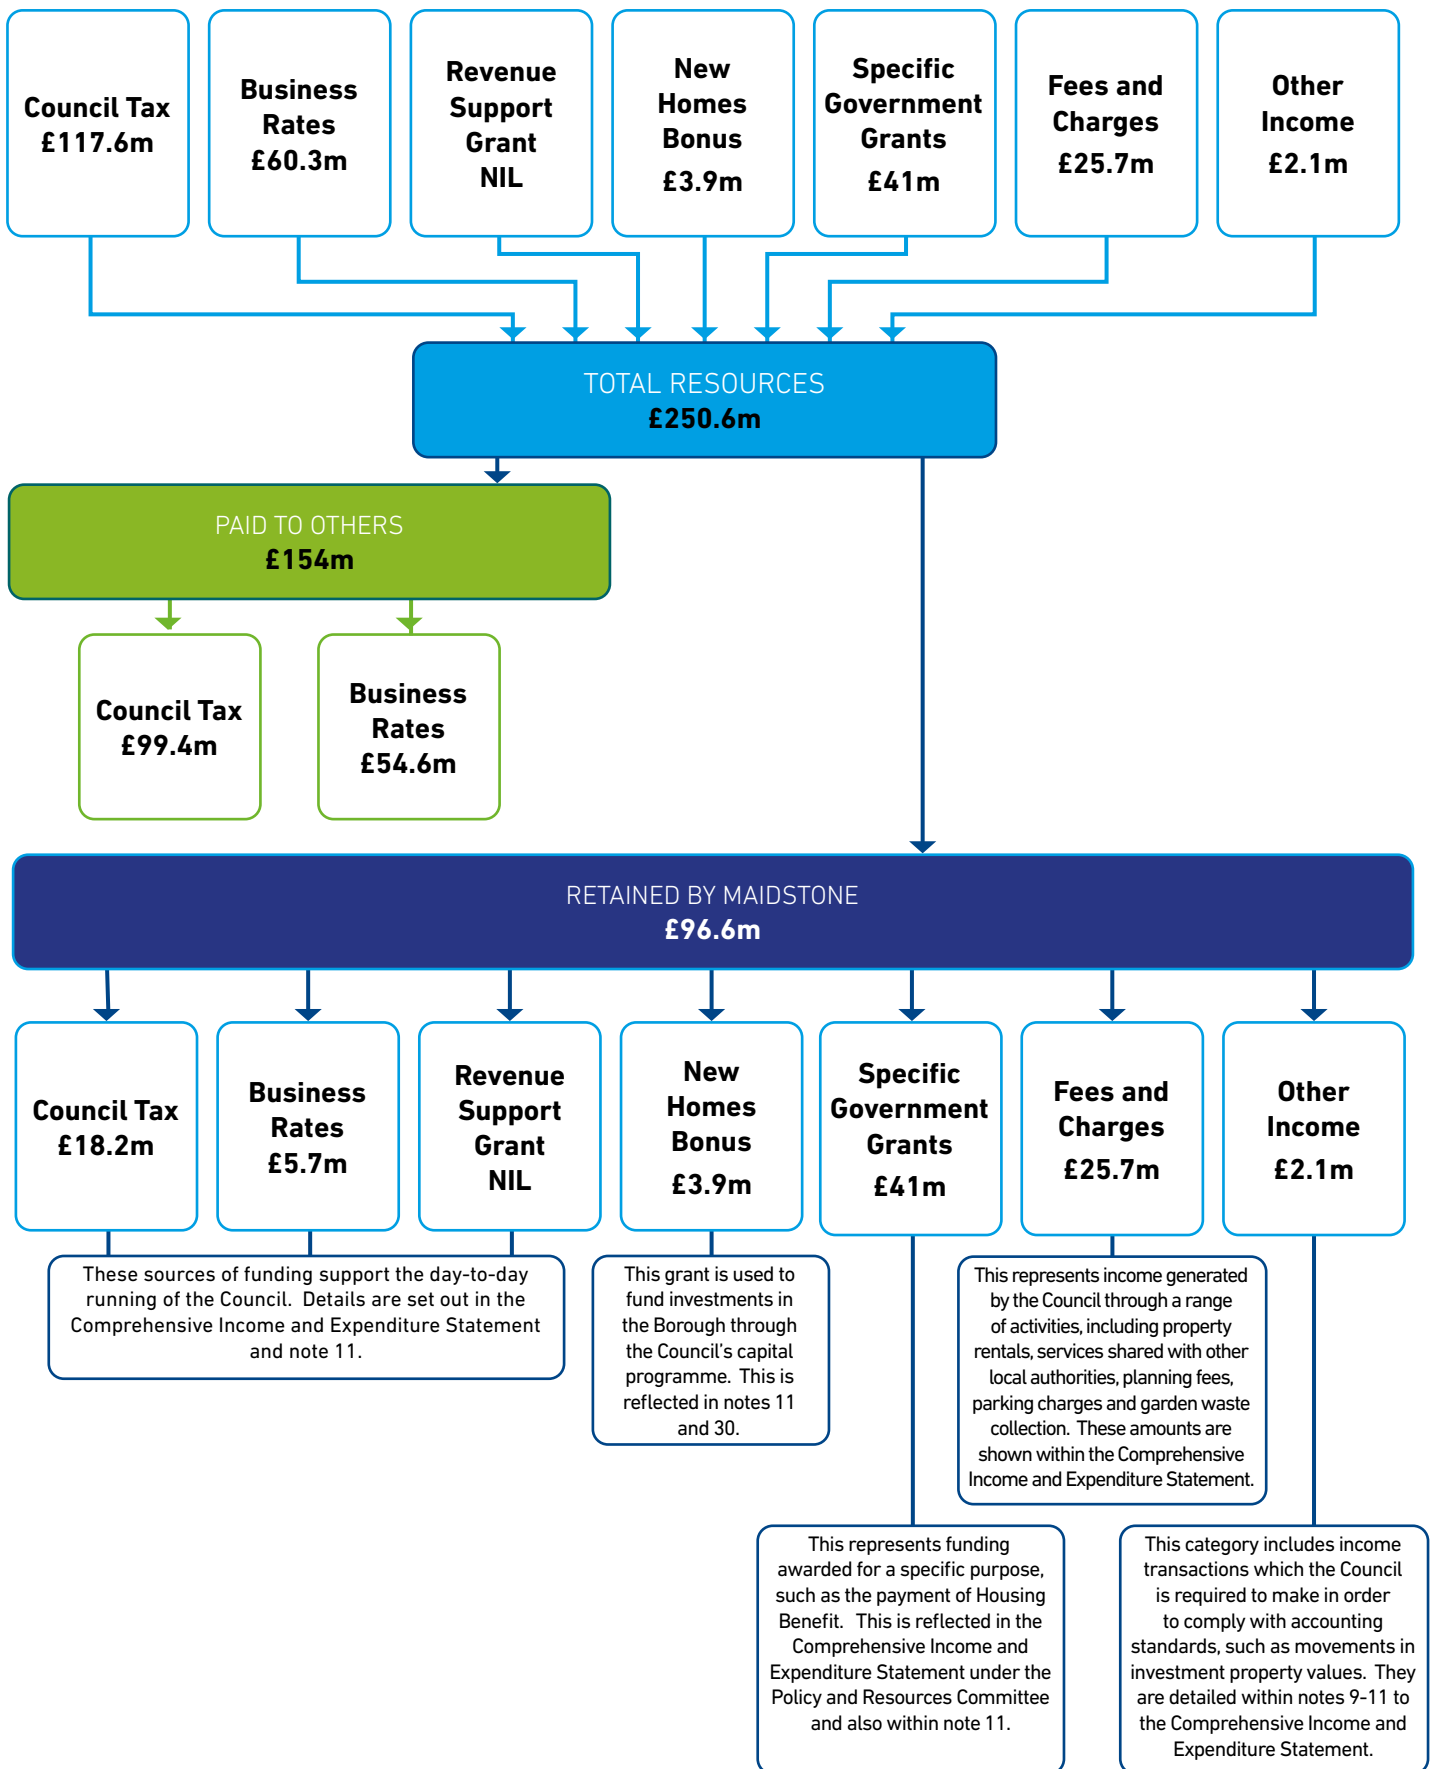 Council Tax
£117.6m
Business
Rates
£60.3m
Revenue
Support
Grant
NIL
New
Homes
Bonus
£3.9m
Specific
Government
Grants
£41m
Fees and
Charges
£25.7m
Other
Income
£2.1m
TOTAL RESOURCES
£250.6m
PAID TO OTHERS
£154m
Council Tax
£99.4m
Business
Rates
£54.6m
RETAINED BY MAIDSTONE
£96.6m
Council Tax
£18.2m
Business
Rates
£5.7m
Revenue
Support
Grant
NIL
New
Homes
Bonus
£3.9m
Specific
Government
Grants
£41m
Fees and
Charges
£25.7m
Other
Income
£2.1m
These sources of funding support the day-to-day
running of the Council. Details are set out in the
Comprehensive Income and Expenditure Statement
and note 11.
This grant is used to
fund investments in
the Borough through
the Council's capital
programme. This is
reflected in notes 11
and 30.
This represents income generated
by the Council through a range
of activities, including property
rentals, services shared with other
local authorities, planning fees,
parking charges and garden waste
collection. These amounts are
shown within the Comprehensive
Income and Expenditure Statement.
This represents funding
awarded for a specific purpose,
such as the payment of Housing
Benefit. This is reflected in the
Comprehensive Income and
Expenditure Statement under the
Policy and Resources Committee
and also within note 11.
This category includes income
transactions which the Council
is required to make in order
to comply with accounting
standards, such as movements in
investment property values. They
are detailed within notes 9-11 to
the Comprehensive Income and
Expenditure Statement.